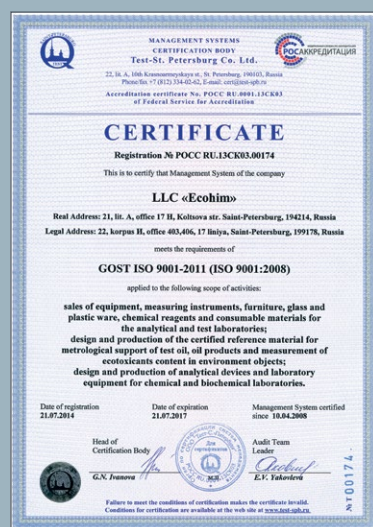 MANAGEMENT SYSTEMS
CERTIFICATION BODY
Test-St. Petersburg Co. Ltd.
РОСАККРЕДИТАЦИЯ
22, lit. A, 10th Krasnoarmeyskaya st., St. Petersburg, 190103, Russia
Phone/fax +7 (812) 334-02-62, E-mail: cert@test-spb.ru
Accreditation certificate No. РОСС RU.0001.13СК03
of Federal Service for Accreditation
CERTIFICATE
Registration № РОСС RU.13СК03.00174
This is to certify that Management System of the company
LLC «Ecohim»
Real Address: 21, lit. A, office 17 H, Koltsova str. Saint-Petersburg, 194214, Russia
Legal Address: 22, korpus H, office 403,406, 17 liniya, Saint-Petersburg, 199178, Russia
meets the requirements of
GOST ISO 9001-2011 (ISO 9001:2008)
applied to the following scope of activities:
sales of equipment, measuring instruments, furniture, glass and
plastic ware, chemical reagents and consumable materials for
the analytical and test laboratories;
design and production of the certified reference material for
metrological support of test oil, oil products and measurement of
ecotoxicants content in environment objects;
design and production of analytical devices and laboratory
equipment for chemical and biochemical laboratories.
Date of registration
21.07.2014
Date of expiration
21.07.2017
Management System certified
since 10.04.2008
Head of
Certification Body
G.N. Ivanova
Для
сертификатов
М.П.
Audit Team
Leader
E.V. Yakovleva
№T00174
Failure to meet the conditions of certification makes the certificate invalid.
Conditions for certification are available at the web site at www.test-spb.ru